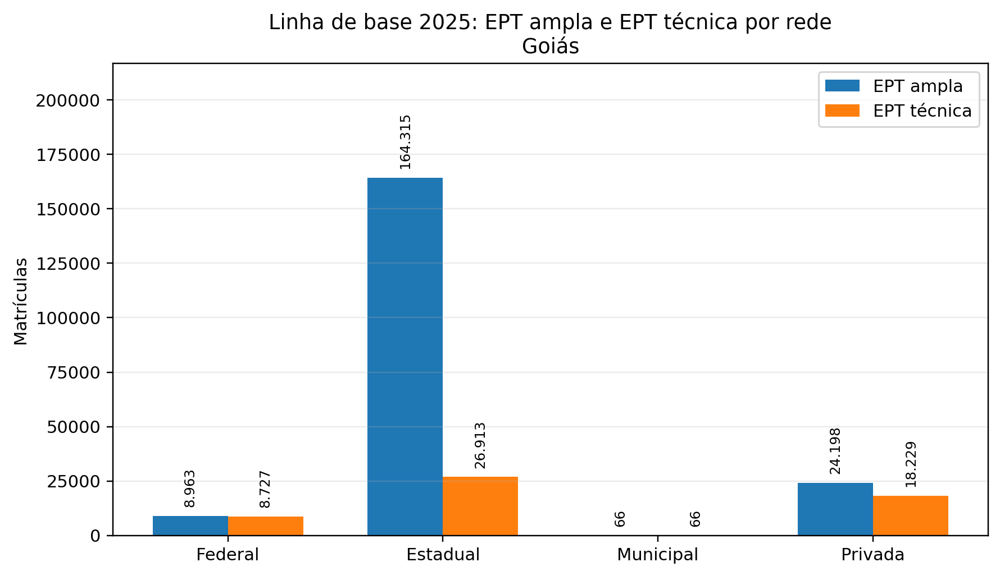 Linha de base 2025: EPT ampla e EPT técnica por rede
Goiás
EPT ampla
EPT técnica
Matrículas
200000
175000
150000
125000
100000
75000
50000
25000
0
8.963
8.727
164.315
26.913
66
66
24.198
18.229
Federal
Estadual
Municipal
Privada